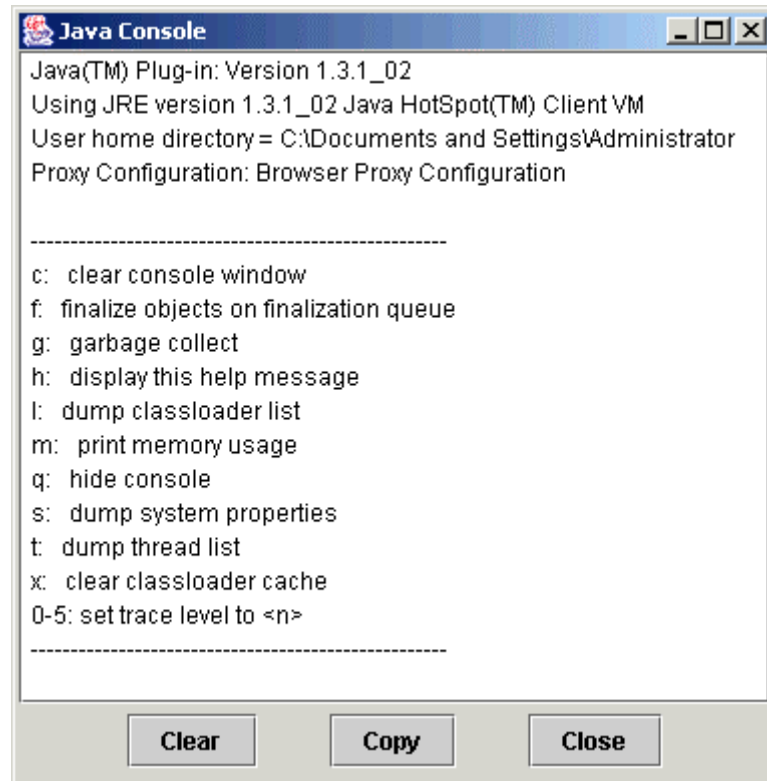 Java Console
Java(TM) Plug-in: Version 1.3.1_02
Using JRE version 1.3.1_02 Java HotSpot(TM) Client VM
User home directory = C:\Documents and Settings\Administrator
Proxy Configuration: Browser Proxy Configuration
----------------------------------------------------
c: clear console window
f: finalize objects on finalization queue
g: garbage collect
h: display this help message
l: dump classloader list
m: print memory usage
q: hide console
s: dump system properties
t: dump thread list
x: clear classloader cache
0-5: set trace level to <n>
----------------------------------------------------
Clear Copy Close